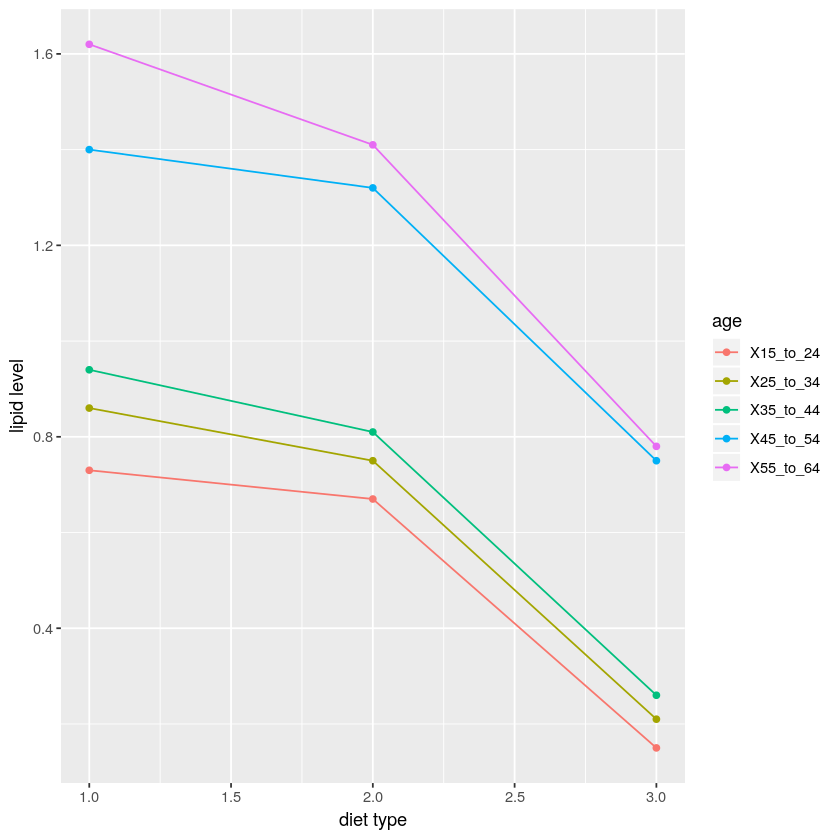 1.6
1.2
0.8
0.4
lipid level
1.0 1.5 2.0 2.5 3.0
diet type
age
X15_to_24
X25_to_34
X35_to_44
X45_to_54
X55_to_64